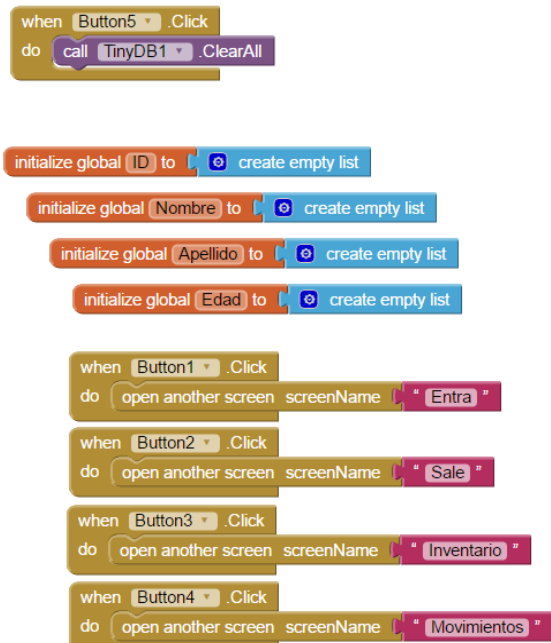 when Button5 .Click
do call TinyDB1 .ClearAll
initialize global ID to create empty list
initialize global Nombre to create empty list
initialize global Apellido to create empty list
initialize global Edad to create empty list
when Button1 .Click
do open another screen screenName " Entra "
when Button2 .Click
do open another screen screenName " Sale "
when Button3 .Click
do open another screen screenName " Inventario "
when Button4 .Click
do open another screen screenName " Movimientos "